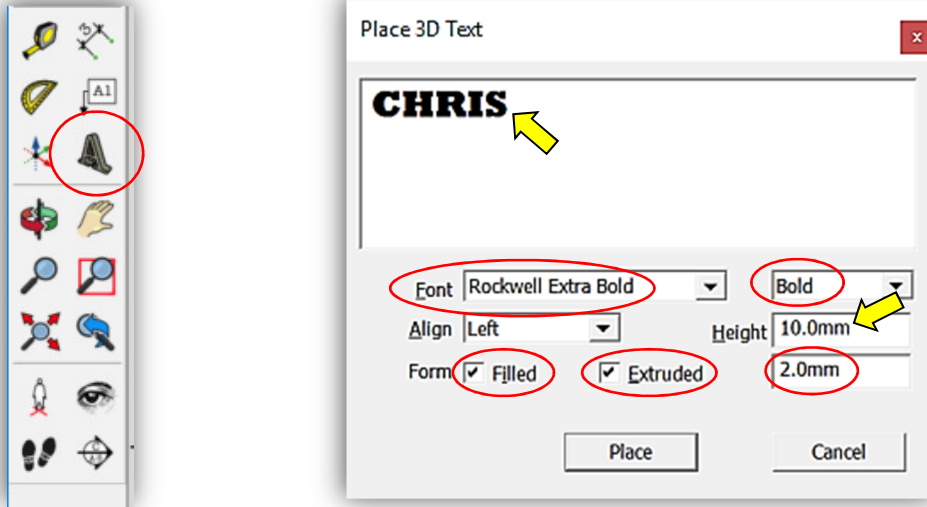 A1
Place 3D Text
x
CHRIS
Font Rockwell Extra Bold Bold
Align Left Height 10.0mm
Form Filled Extruded 2.0mm
Place Cancel